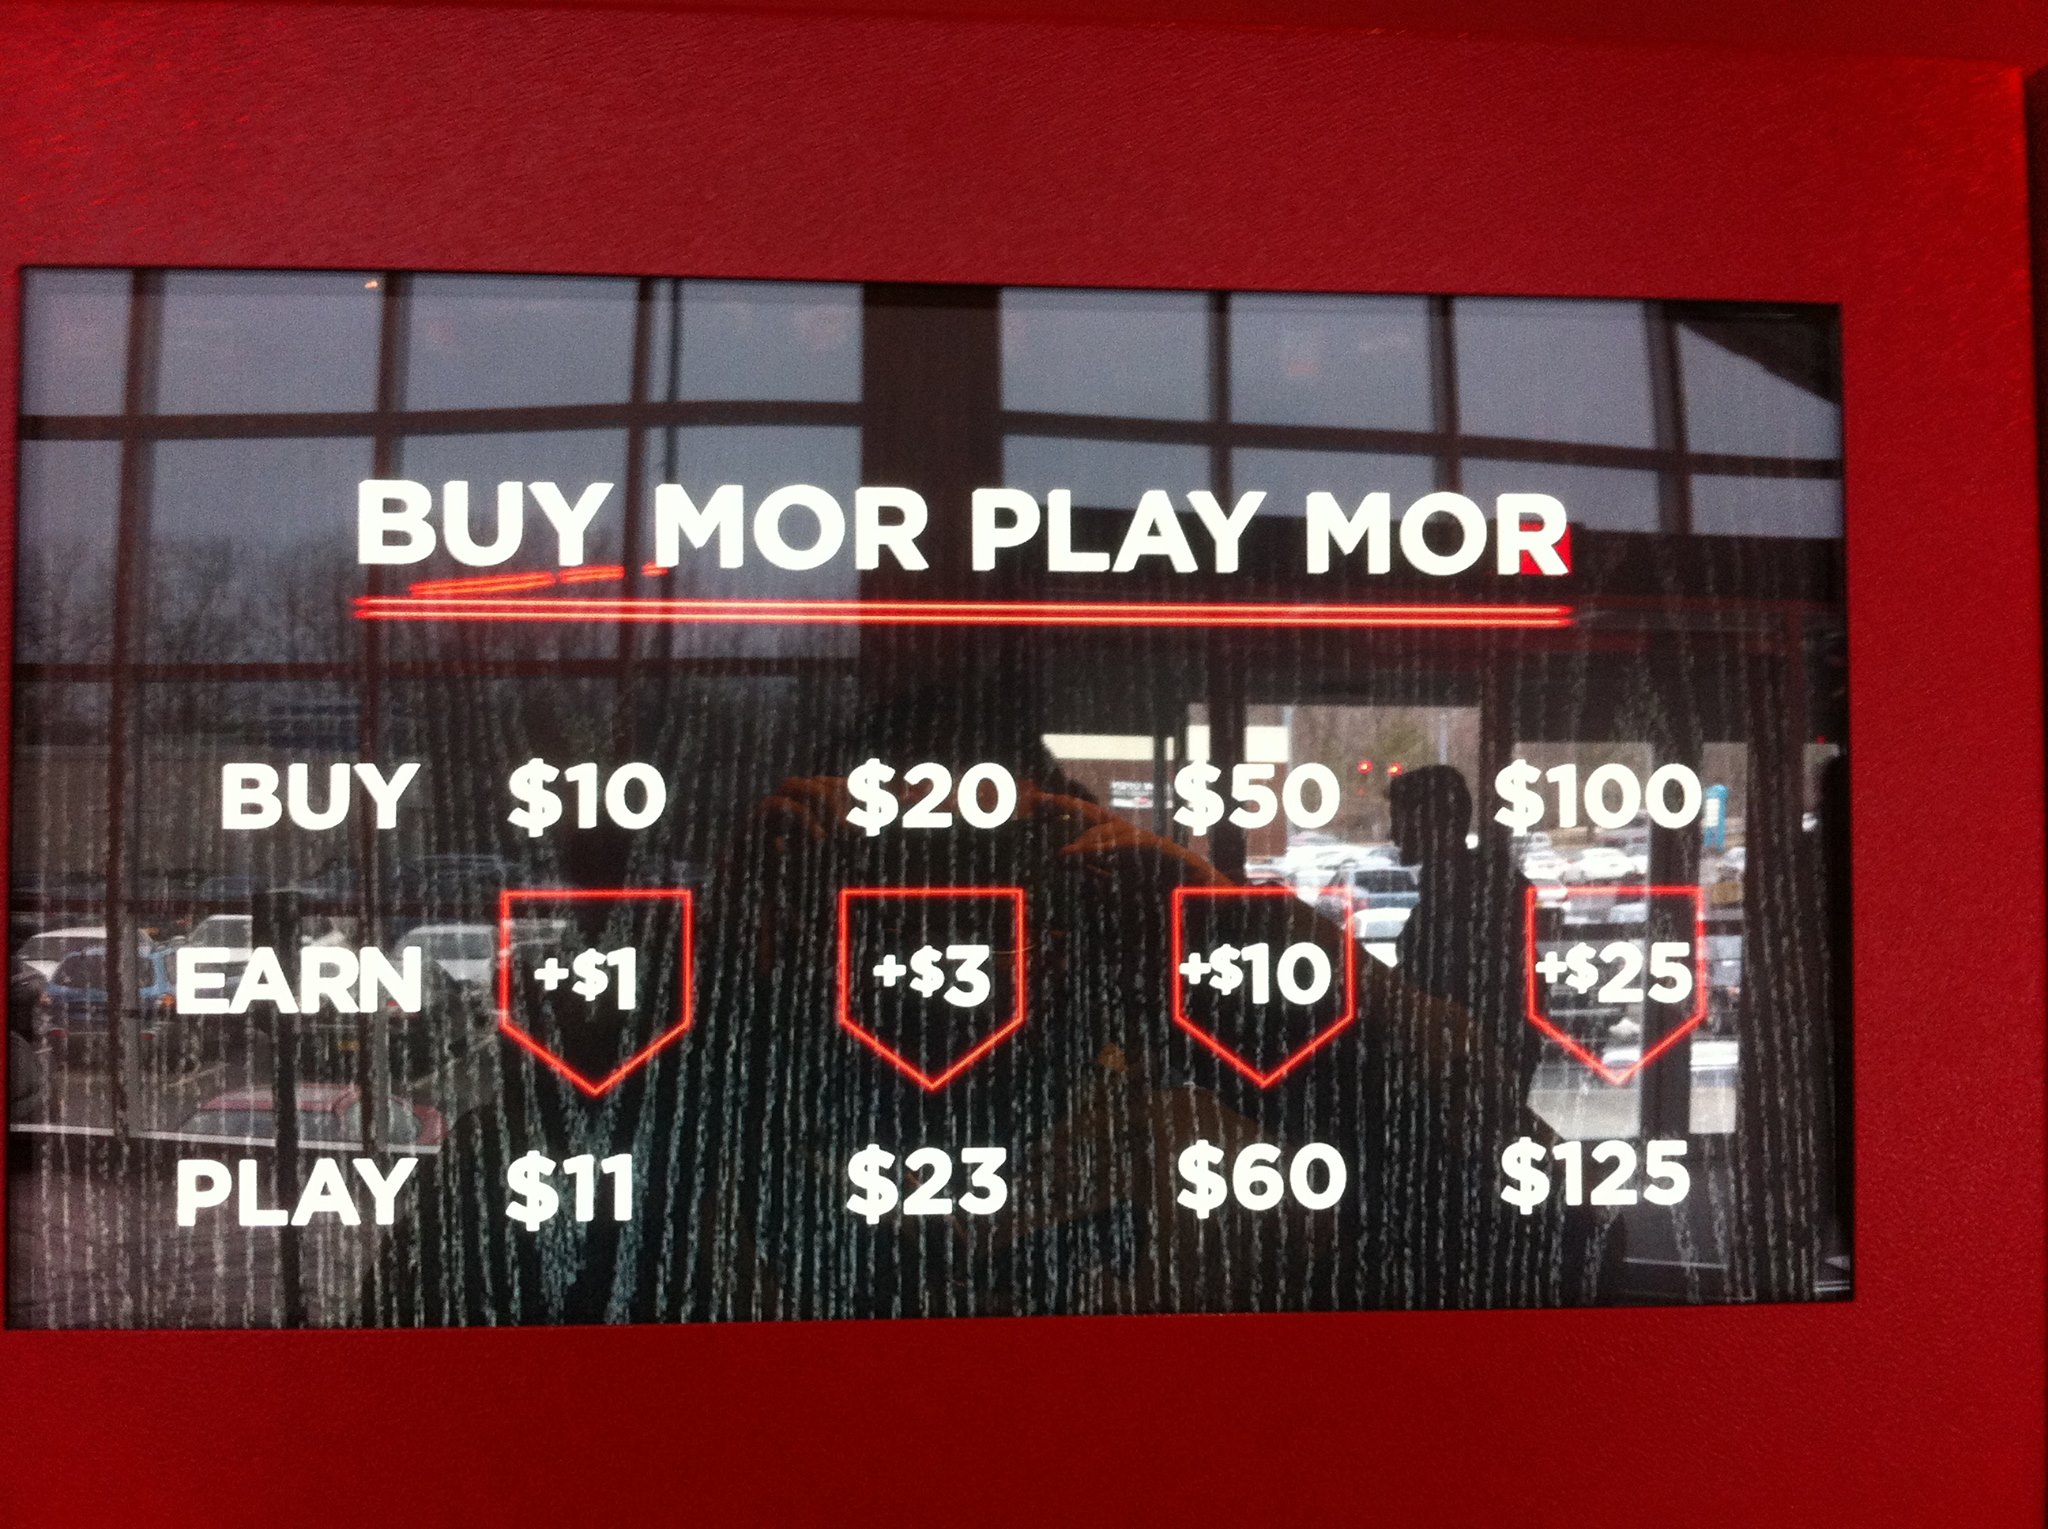 BUY MOR PLAY MOR
BUY $10 $20 $50 $100
EARN +$1 +$3 +$10 +$25
PLAY $11 $23 $60 $125